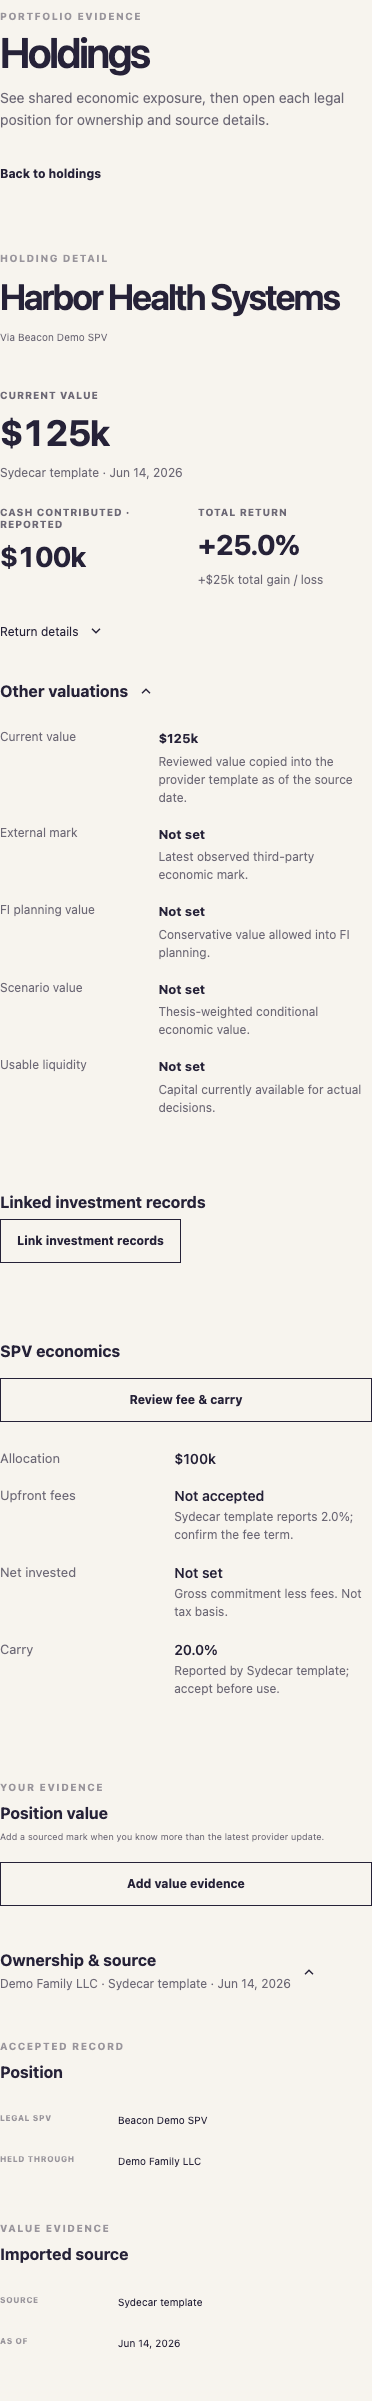 PORTFOLIO EVIDENCE
Holdings
See shared economic exposure, then open each legal
position for ownership and source details.
Back to holdings
HOLDING DETAIL
Harbor Health Systems
Via Beacon Demo SPV
CURRENT VALUE
$125k
Sydecar template · Jun 14, 2026
CASH CONTRIBUTED ·
REPORTED
$100k
TOTAL RETURN
+25.0%
+$25k total gain / loss
Return details
Other valuations
Current value
$125k
Reviewed value copied into the
provider template as of the source
date.
External mark
Not set
Latest observed third-party
economic mark.
FI planning value
Not set
Conservative value allowed into FI
planning.
Scenario value
Not set
Thesis-weighted conditional
economic value.
Usable liquidity
Not set
Capital currently available for actual
decisions.
Linked investment records
Link investment records
SPV economics
Review fee & carry
Allocation
$100k
Upfront fees
Not accepted
Sydecar template reports 2.0%;
confirm the fee term.
Net invested
Not set
Gross commitment less fees. Not
tax basis.
Carry
20.0%
Reported by Sydecar template;
accept before use.
YOUR EVIDENCE
Position value
Add a sourced mark when you know more than the latest provider update.
Add value evidence
Ownership & source
Demo Family LLC · Sydecar template · Jun 14, 2026
ACCEPTED RECORD
Position
LEGAL SPV
Beacon Demo SPV
HELD THROUGH
Demo Family LLC
VALUE EVIDENCE
Imported source
SOURCE
Sydecar template
AS OF
Jun 14, 2026